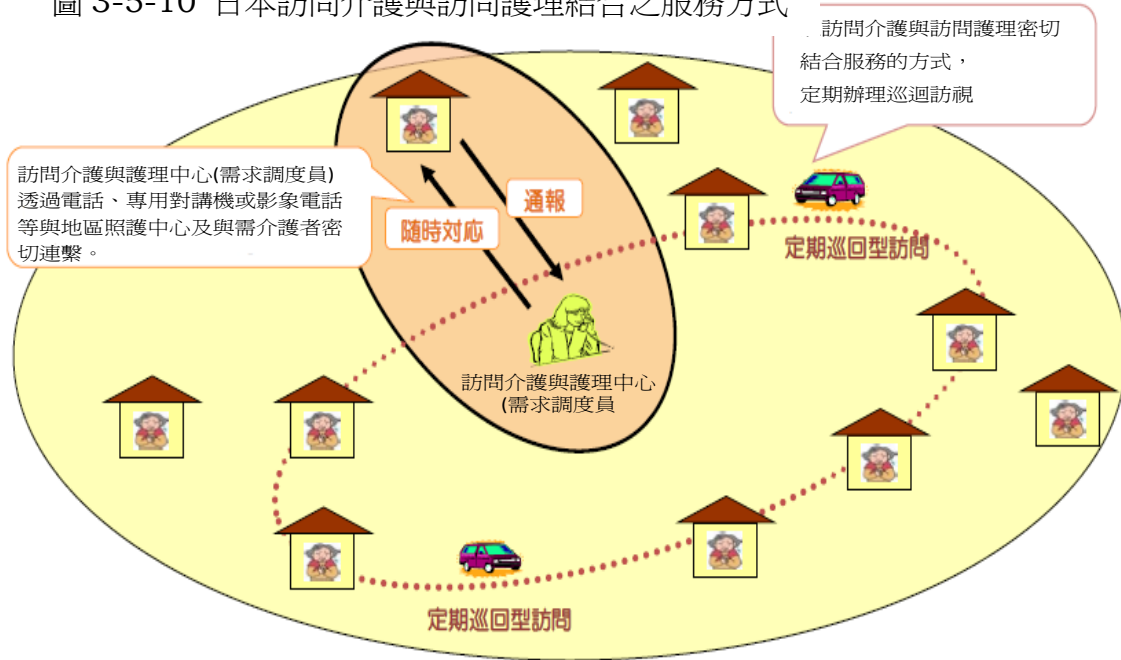 圖 3-5-10 日本訪問介護與訪問護理結合之服務方式
訪問介護與訪問護理密切
結合服務的方式，
定期辦理巡迴訪視
訪問介護與護理中心(需求調度員)
透過電話、專用對講機或影象電話
等與地區照護中心及與需介護者密
切連繫。
通報
随時対応
定期巡回型訪問
訪問介護與護理中心
(需求調度員
定期巡回型訪問